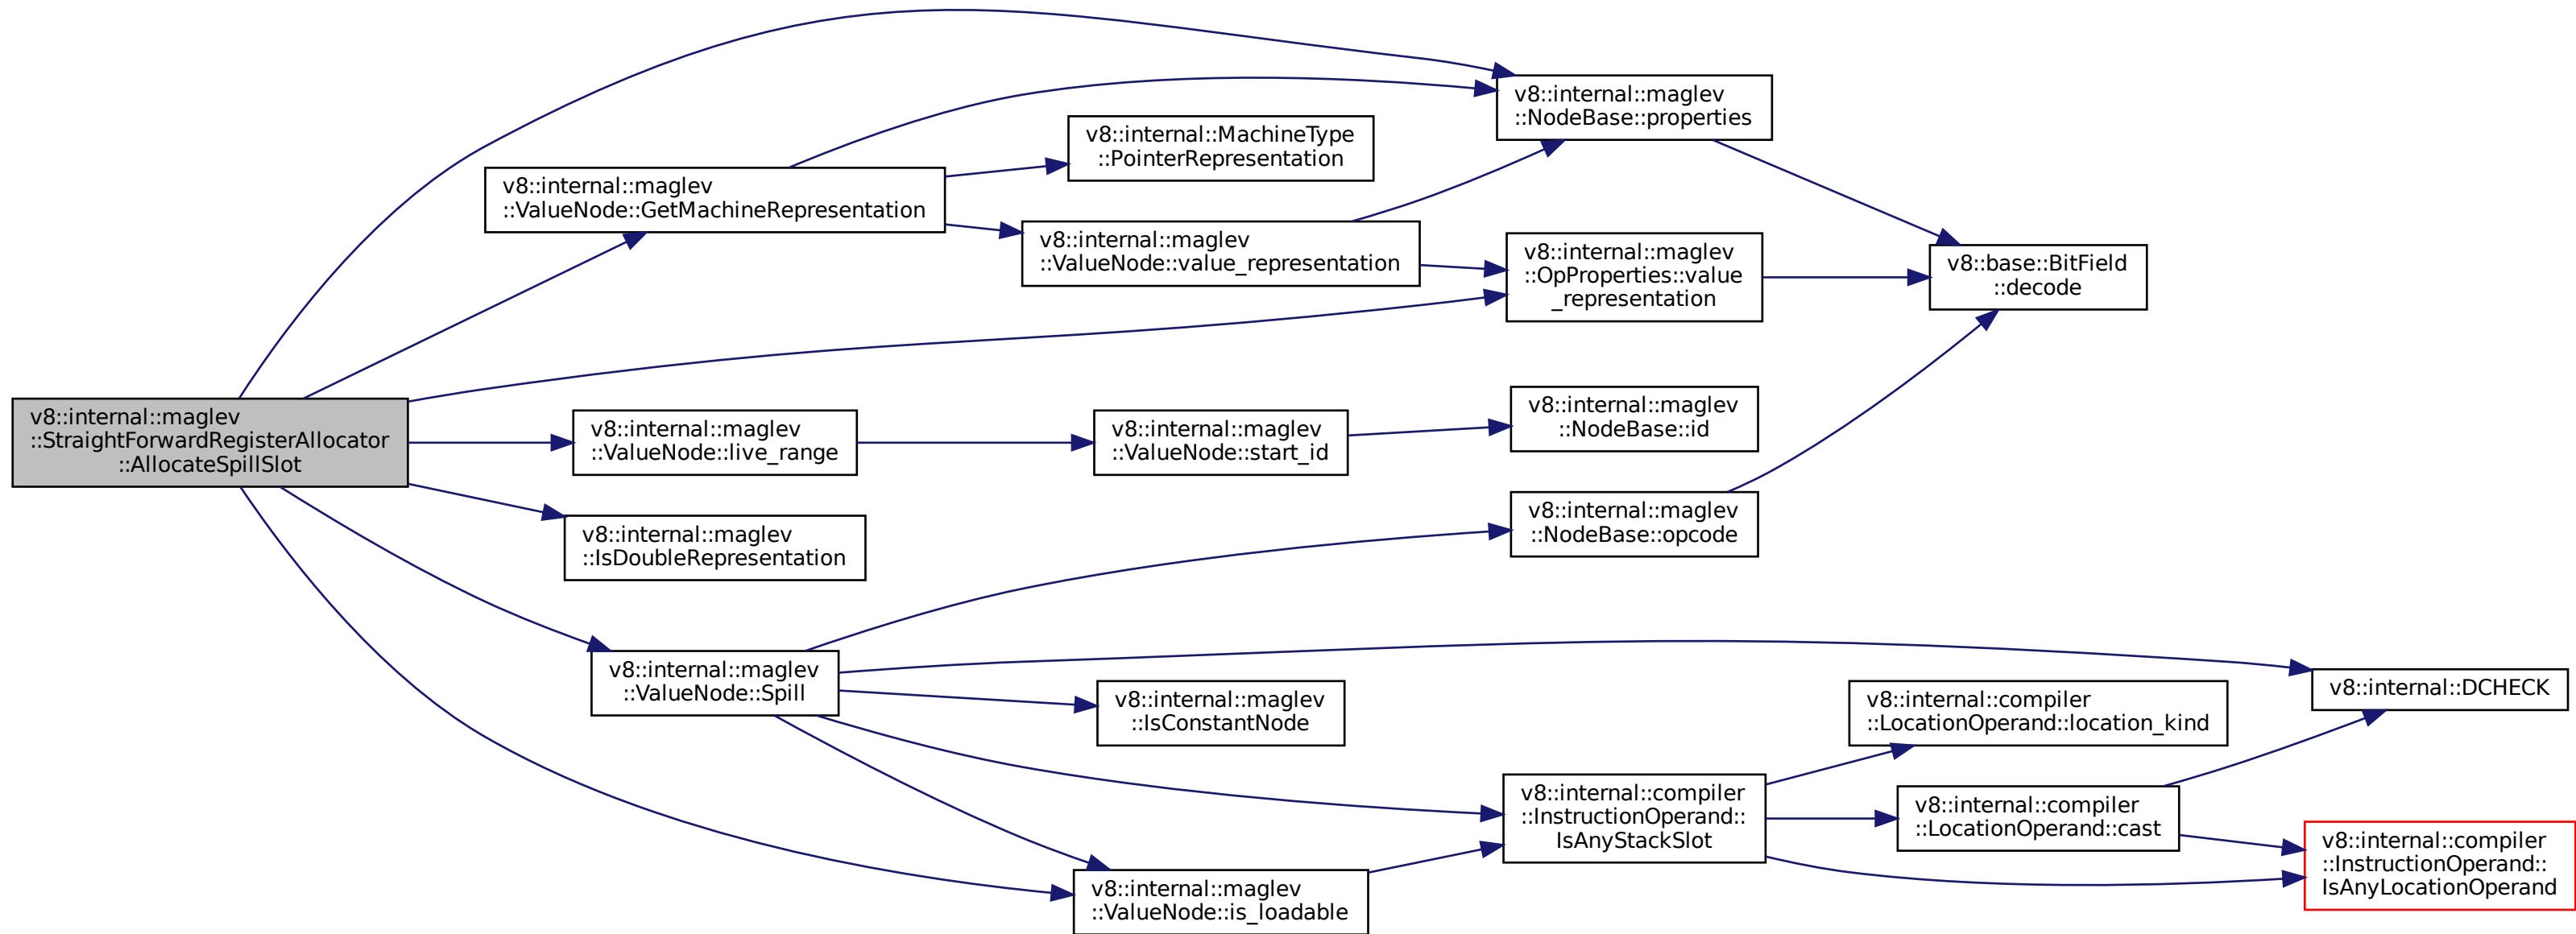 v8::internal::maglev
::StraightForwardRegisterAllocator
::AllocateSpillSlot
v8::internal::maglev
::ValueNode::GetMachineRepresentation
v8::internal::maglev
::ValueNode::live_range
v8::internal::maglev
::IsDoubleRepresentation
v8::internal::maglev
::ValueNode::Spill
v8::internal::MachineType
::PointerRepresentation
v8::internal::maglev
::ValueNode::value_representation
v8::internal::maglev
::ValueNode::start_id
v8::internal::maglev
::IsConstantNode
v8::internal::maglev
::ValueNode::is_loadable
v8::internal::maglev
::NodeBase::properties
v8::internal::maglev
::OpProperties::value
_representation
v8::internal::maglev
::NodeBase::id
v8::internal::maglev
::NodeBase::opcode
v8::internal::compiler
::InstructionOperand::
IsAnyStackSlot
v8::base::BitField
::decode
v8::internal::compiler
::LocationOperand::location_kind
v8::internal::compiler
::LocationOperand::cast
v8::internal::DCHECK
v8::internal::compiler
::InstructionOperand::
IsAnyLocationOperand